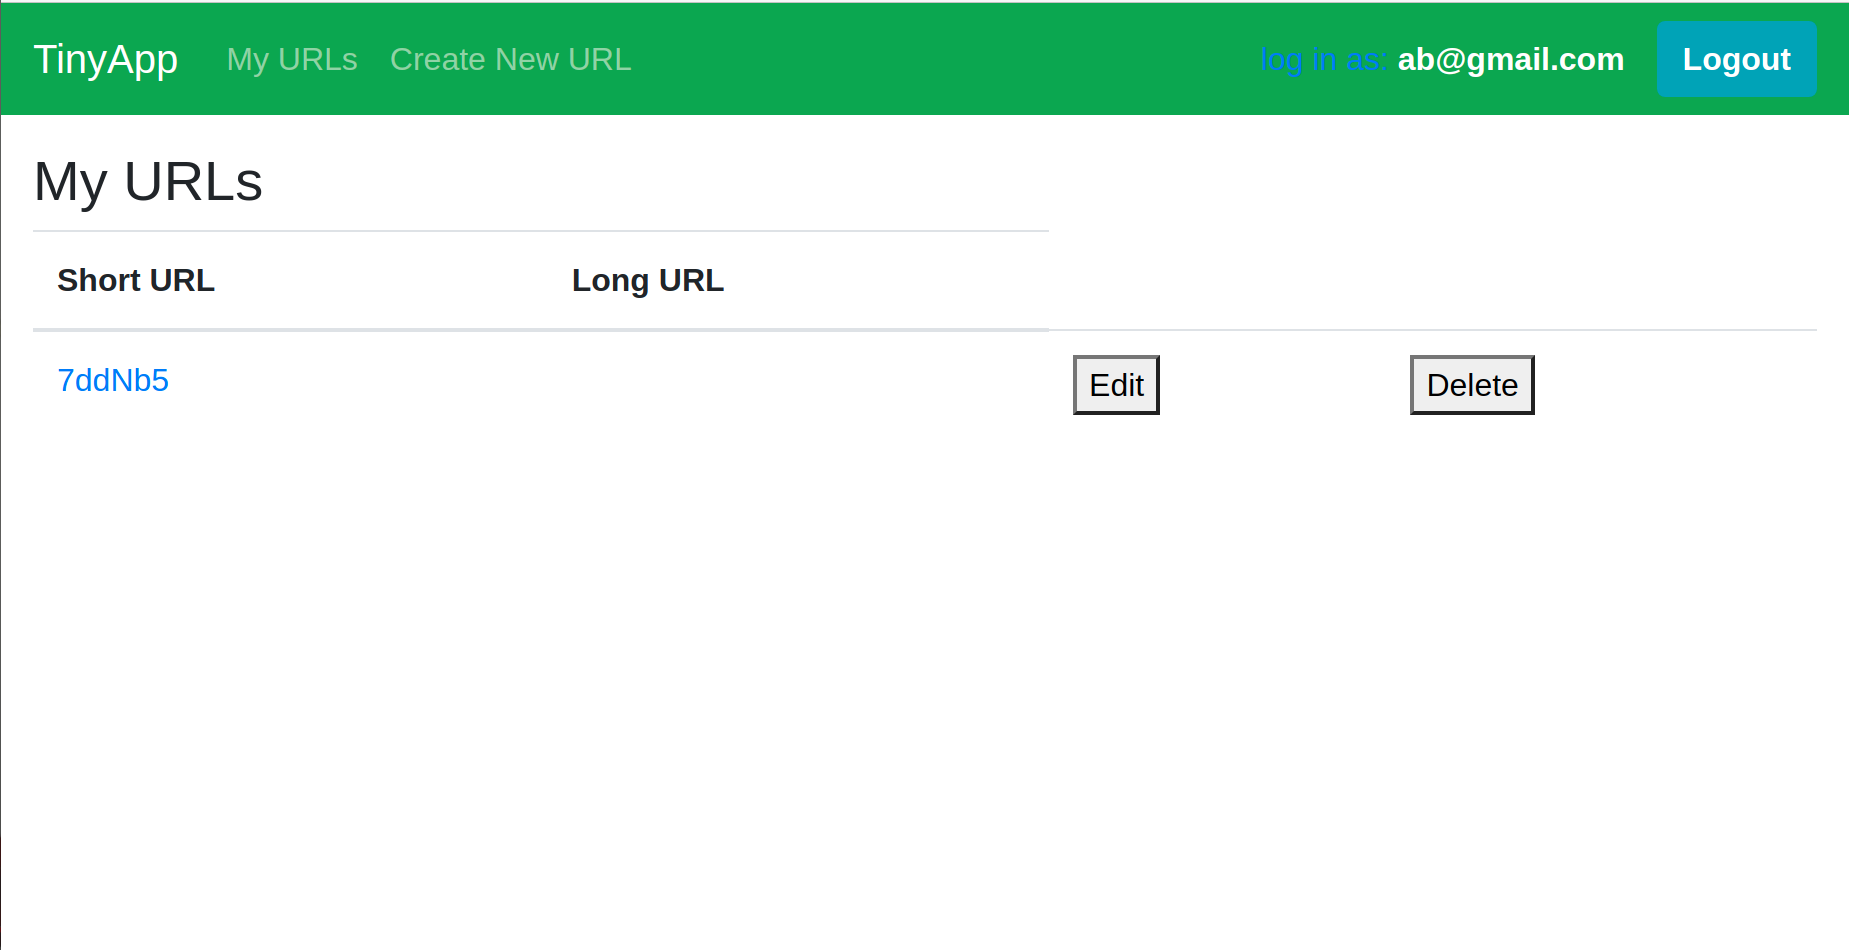 TinyApp My URLs Create New URL log in as: ab@gmail.com Logout
My URLs
Short URL Long URL
7ddNb5 Edit Delete